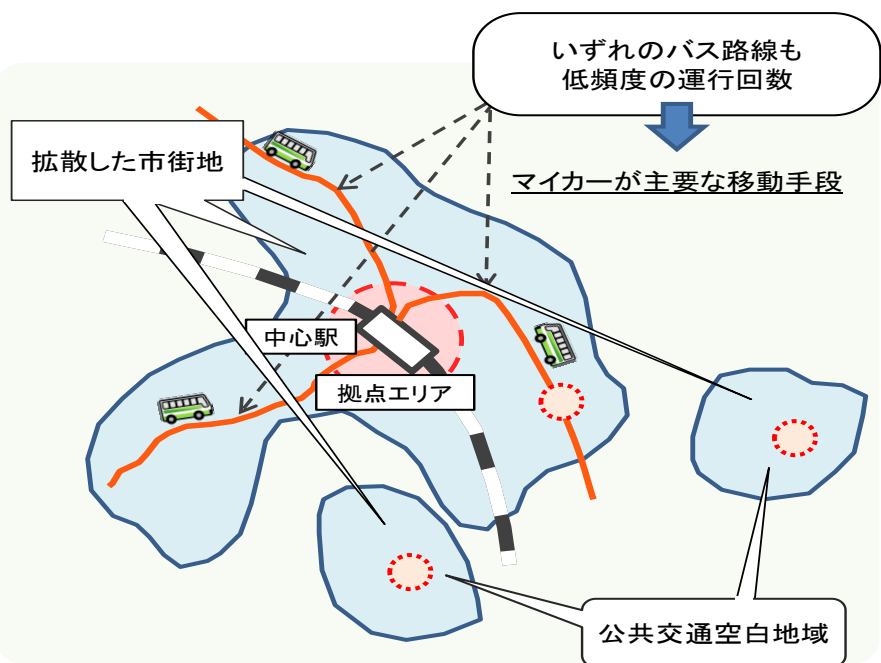 いずれのバス路線も
低頻度の運行回数
マイカーが主要な移動手段
拡散した市街地
中心駅
拠点エリア
公共交通空白地域